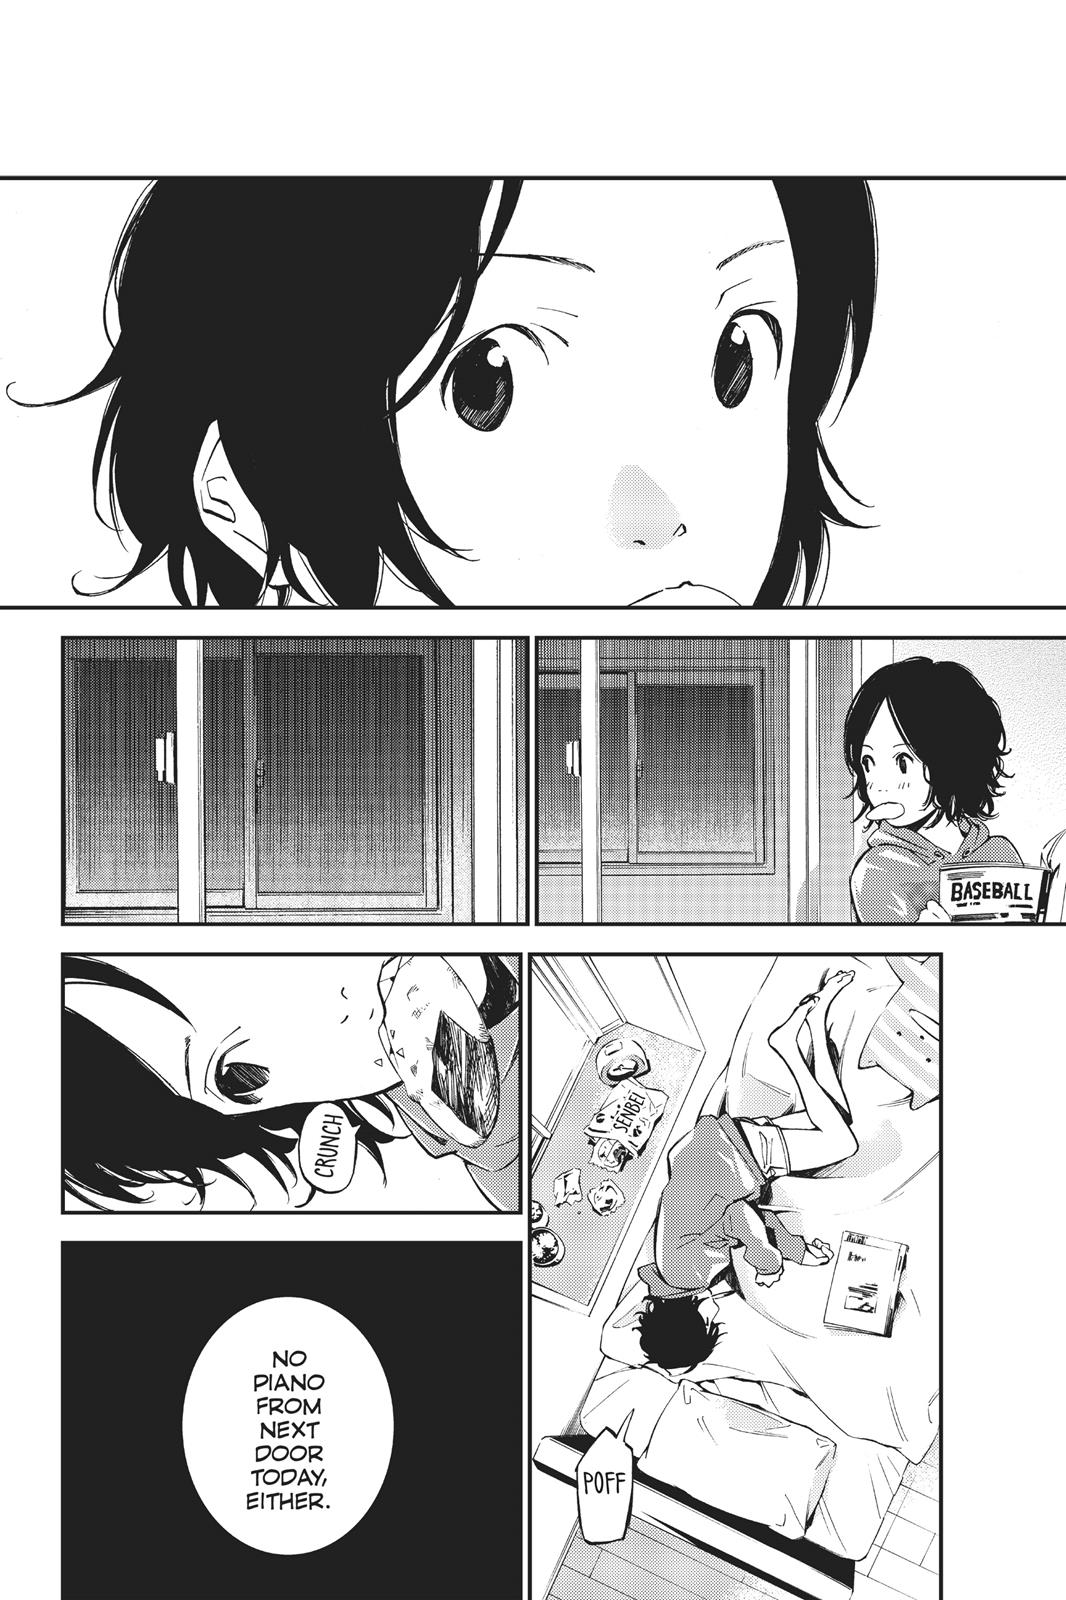 BASEBALL
SENBEI
POFF
CRUNCH
NO
PIANO
FROM
NEXT
DOOR
TODAY,
EITHER.